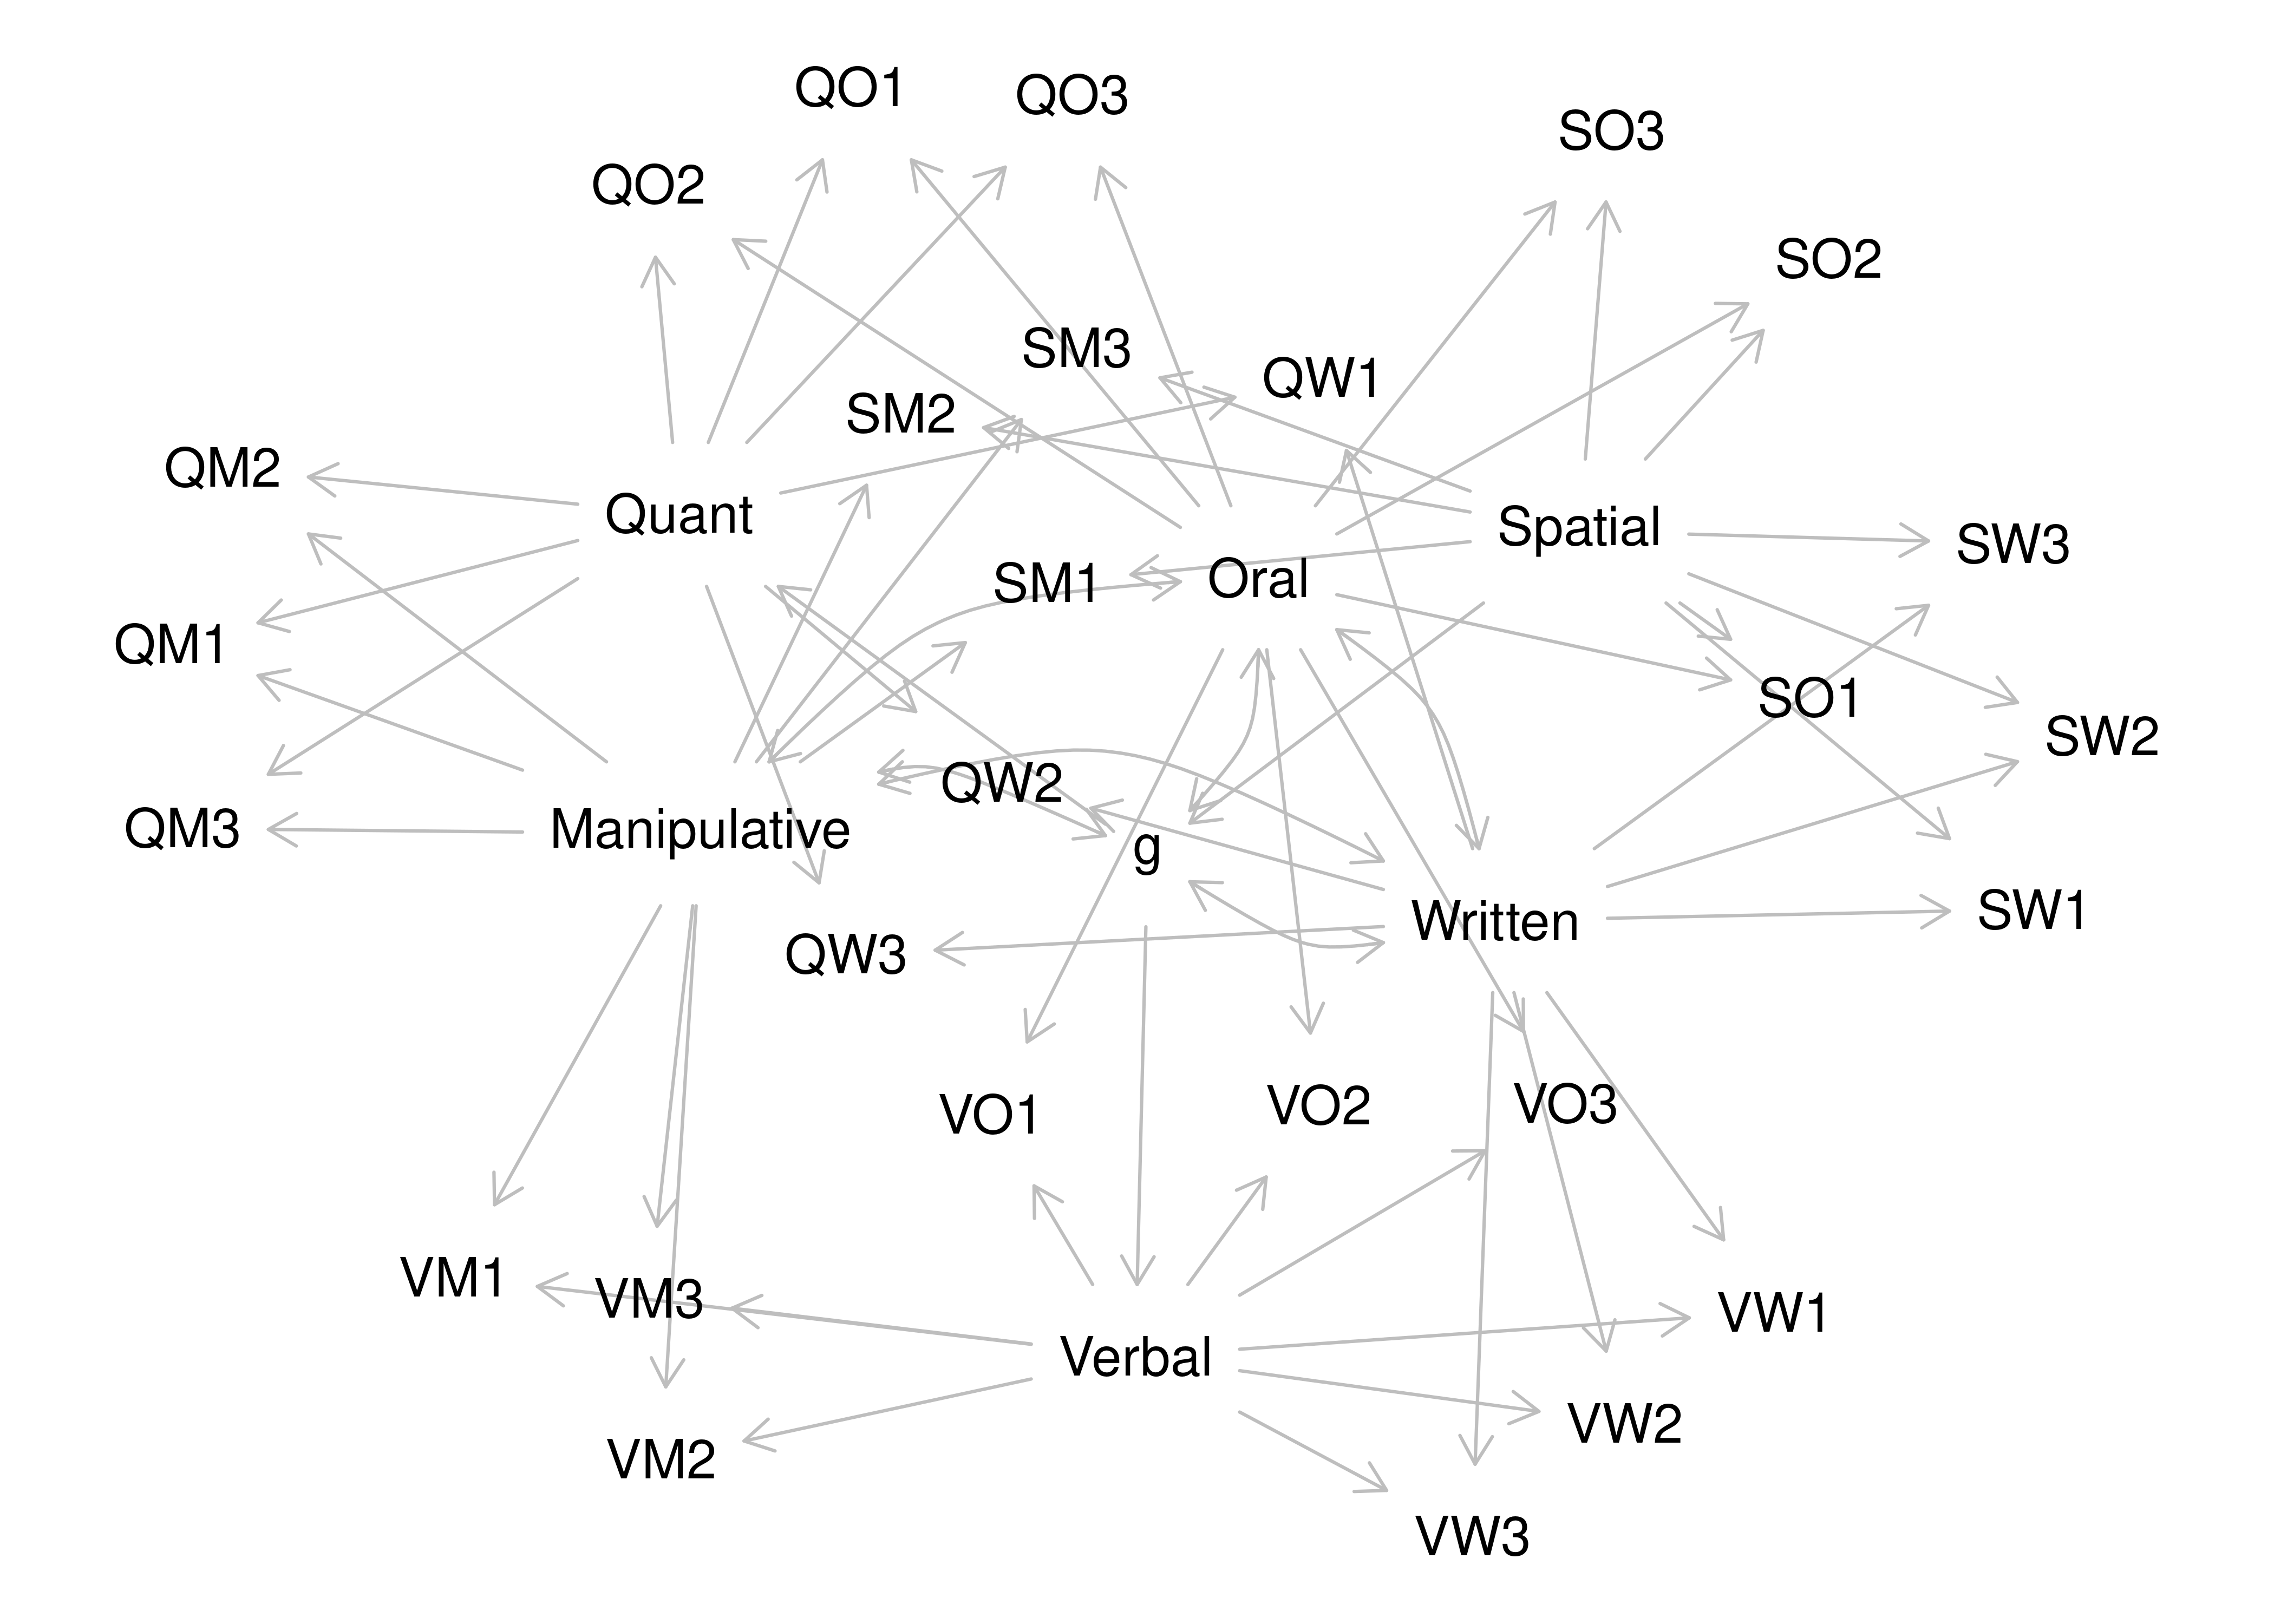 QO1
QO3
SO3
QO2
SO2
SM3
QW1
SM2
QM2
Quant
Spatial
SW3
SM1
Oral
QM1
SO1
SW2
QW2
QM3
Manipulative
g
SW1
Written
QW3
VO1
VO2
VO3
VM1
VM3
VW1
Verbal
VW2
VM2
VW3